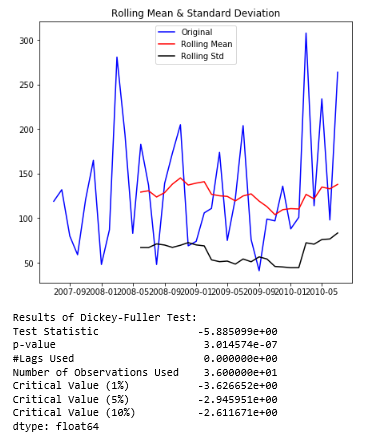 Rolling Mean & Standard Deviation
Original
Rolling Mean
Rolling Std
300
250
200
150
100
50
2007-09 2008-01 2008-05 2008-09 2009-01 2009-05 2009-09 2010-01 2010-05
Results of Dickey-Fuller Test:
Test Statistic -5.885099e+00
p-value 3.014574e-07
#Lags Used 0.000000e+00
Number of Observations Used 3.600000e+01
Critical Value (1%) -3.626652e+00
Critical Value (5%) -2.945951e+00
Critical Value (10%) -2.611671e+00
dtype: float64